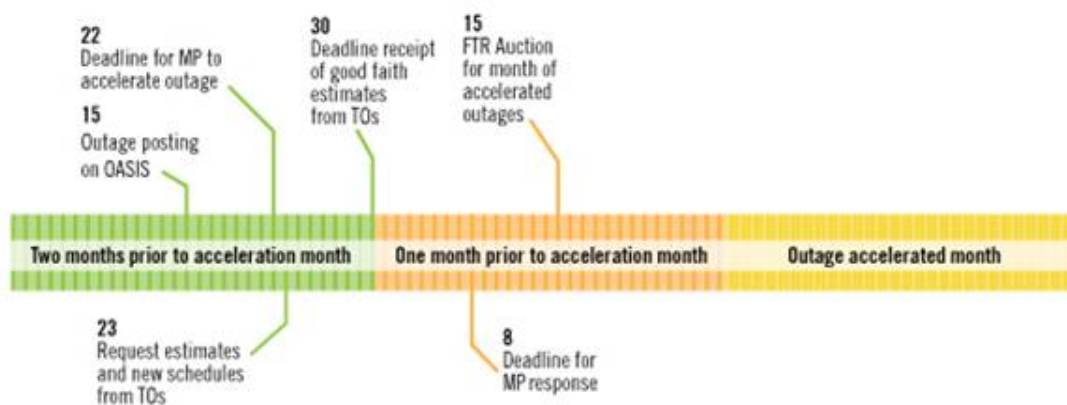 22
Deadline for MP to
accelerate outage
15
Outage posting
on OASIS
30
Deadline receipt
of good faith
estimates
from TOs
15
FTR Auction
for month of
accelerated
outages
Two months prior to acceleration month
One month prior to acceleration month
Outage accelerated month
23
Request estimates
and new schedules
from TOs
8
Deadline for
MP response